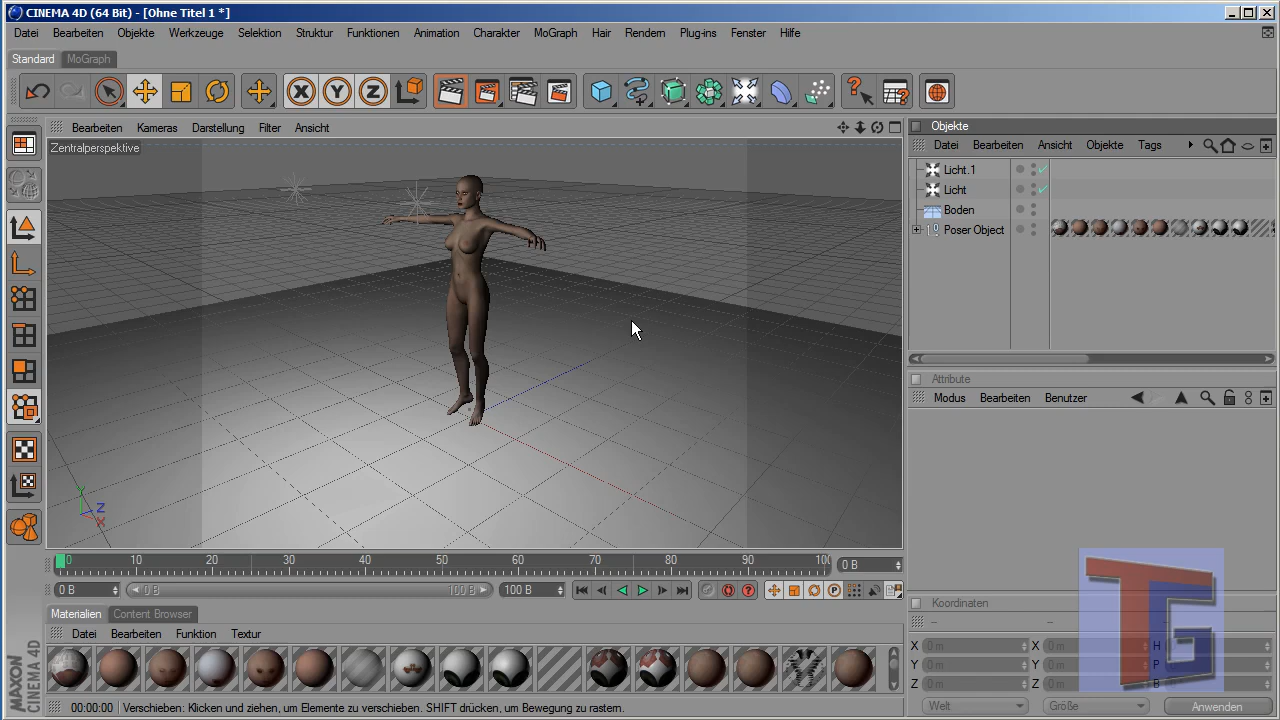 CINEMA 4D (64 Bit) - [Ohne Titel 1 *]
Datei Bearbeiten Objekte Werkzeuge Selektion Struktur Funktionen Animation Charakter MoGraph Hair Rendern Plug-ins Fenster Hilfe
Standard MoGraph
X Y Z
Bearbeiten Kameras Darstellung Filter Ansicht
Zentralperspektive
Y
Z
X
Objekte
Datei Bearbeiten Ansicht Objekte Tags
Licht.1
Licht
Boden
Poser Object
Attribute
Modus Bearbeiten Benutzer
0 10 20 30 40 50 60 70 80 90 100 0 B
0 B 0 B 100 B 100 B
Materialien Content Browser
Datei Bearbeiten Funktion Textur
Koordinaten
-- --
X 0 m X 0 m H
Y 0 m Y 0 m P
Z 0 m Z 0 m B
Welt Größe Anwenden
TG
MAXON
CINEMA 4D
00:00:00 Verschieben: Klicken und ziehen, um Elemente zu verschieben. SHIFT drücken, um Bewegung zu rastern.